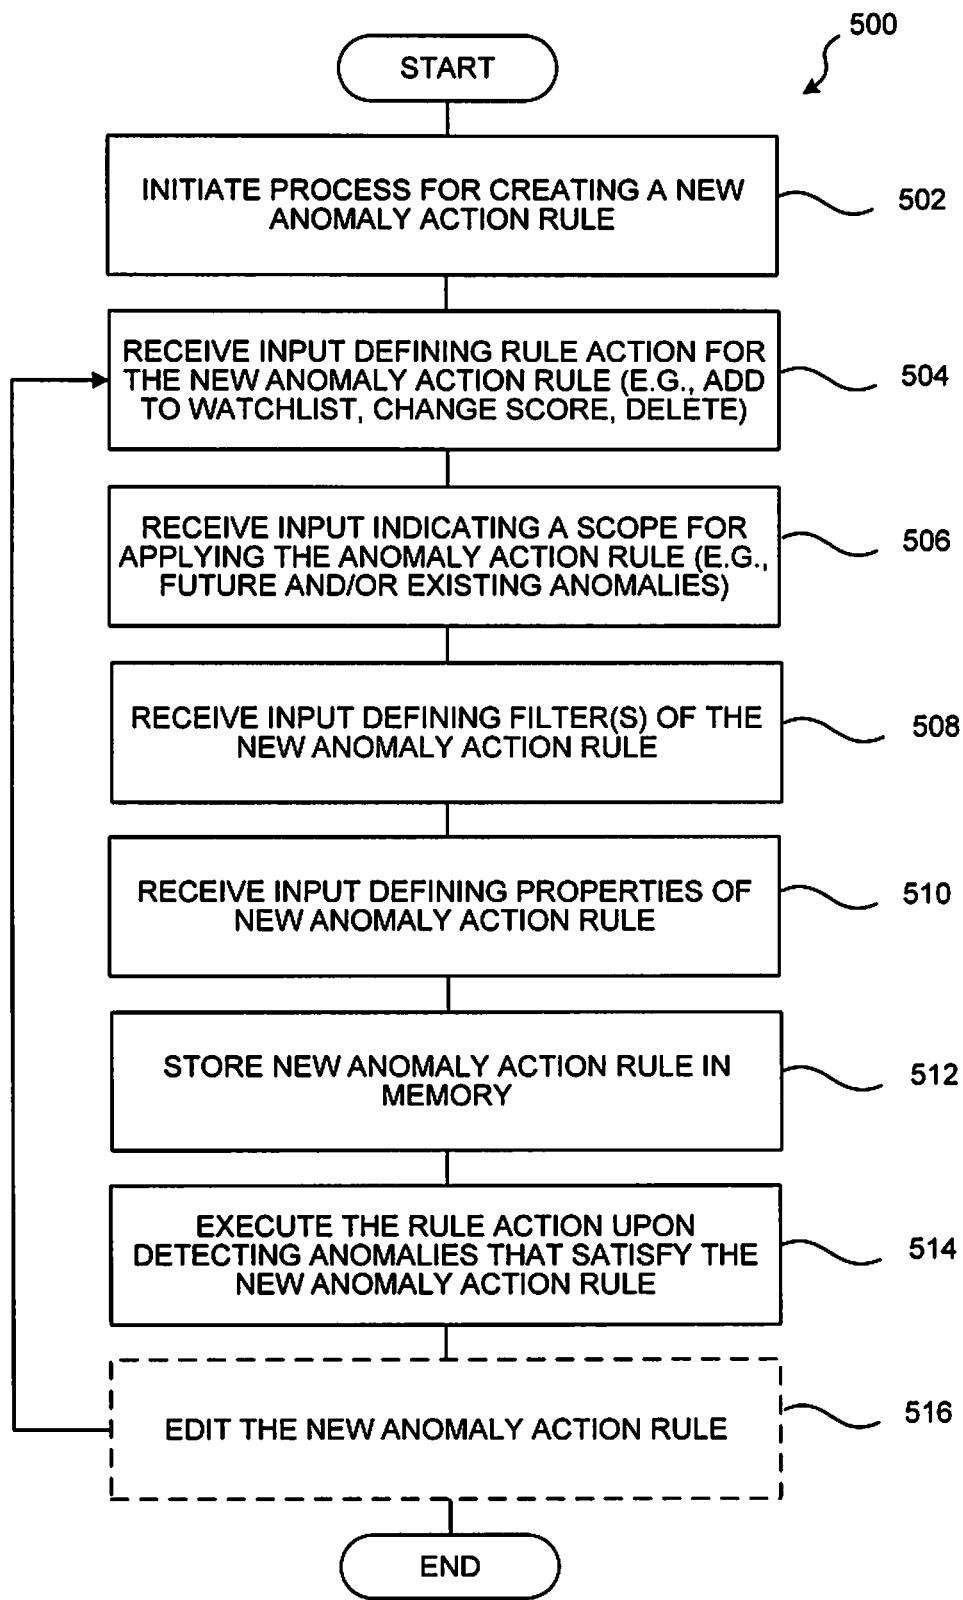 500
START
INITIATE PROCESS FOR CREATING A NEW
ANOMALY ACTION RULE
502
RECEIVE INPUT DEFINING RULE ACTION FOR
THE NEW ANOMALY ACTION RULE (E.G., ADD
TO WATCHLIST, CHANGE SCORE, DELETE)
504
RECEIVE INPUT INDICATING A SCOPE FOR
APPLYING THE ANOMALY ACTION RULE (E.G.,
FUTURE AND/OR EXISTING ANOMALIES)
506
RECEIVE INPUT DEFINING FILTER(S) OF THE
NEW ANOMALY ACTION RULE
508
RECEIVE INPUT DEFINING PROPERTIES OF
NEW ANOMALY ACTION RULE
510
STORE NEW ANOMALY ACTION RULE IN
MEMORY
512
EXECUTE THE RULE ACTION UPON
DETECTING ANOMALIES THAT SATISFY THE
NEW ANOMALY ACTION RULE
514
EDIT THE NEW ANOMALY ACTION RULE
516
END